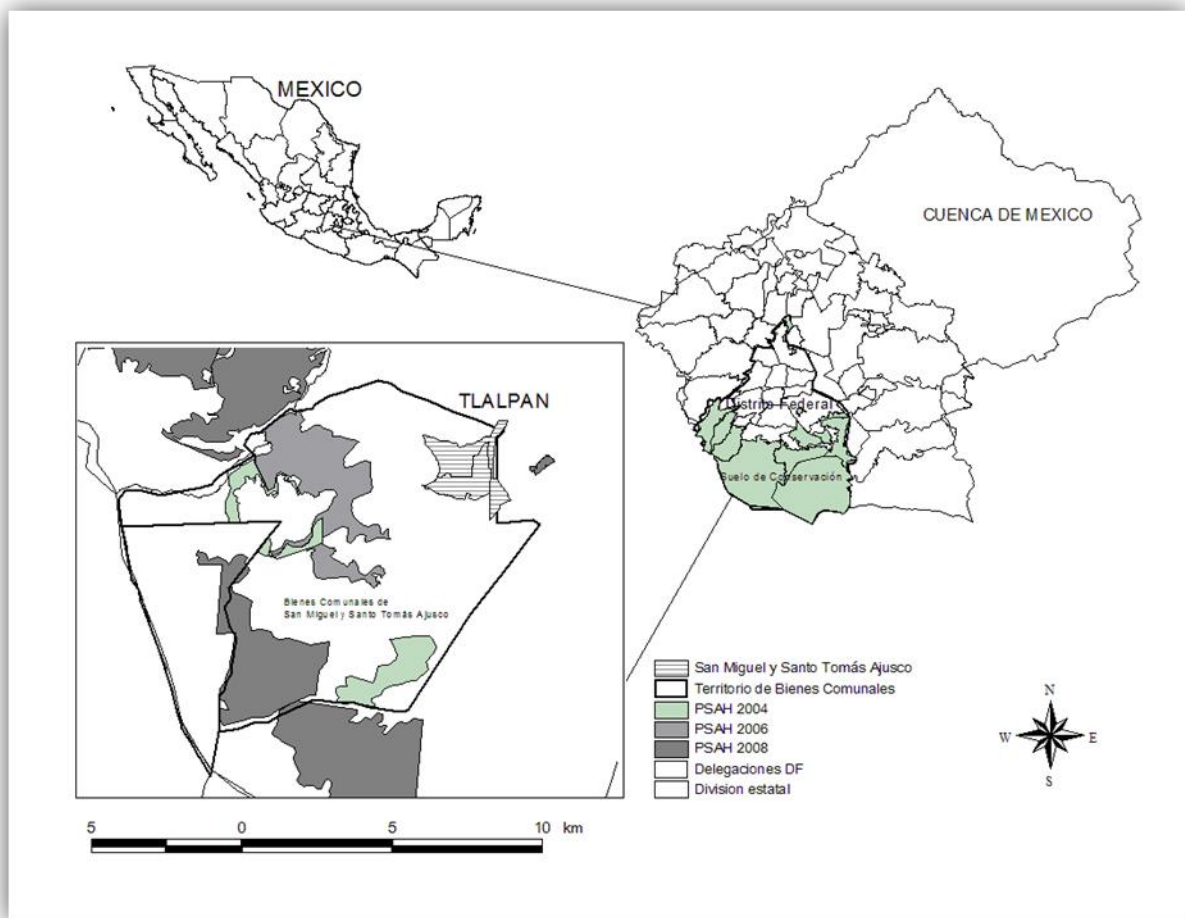 MEXICO
CUENCA DE MEXICO
Distrito Federal
Suelo de Conservación
TLALPAN
Bienes Comunales de
San Miguel y Santo Tomás Ajusco
San Miguel y Santo Tomás Ajusco
Territorio de Bienes Comunales
PSAH 2004
PSAH 2006
PSAH 2008
Delegaciones DF
Division estatal
N
W E
S
5 0 5 10 km